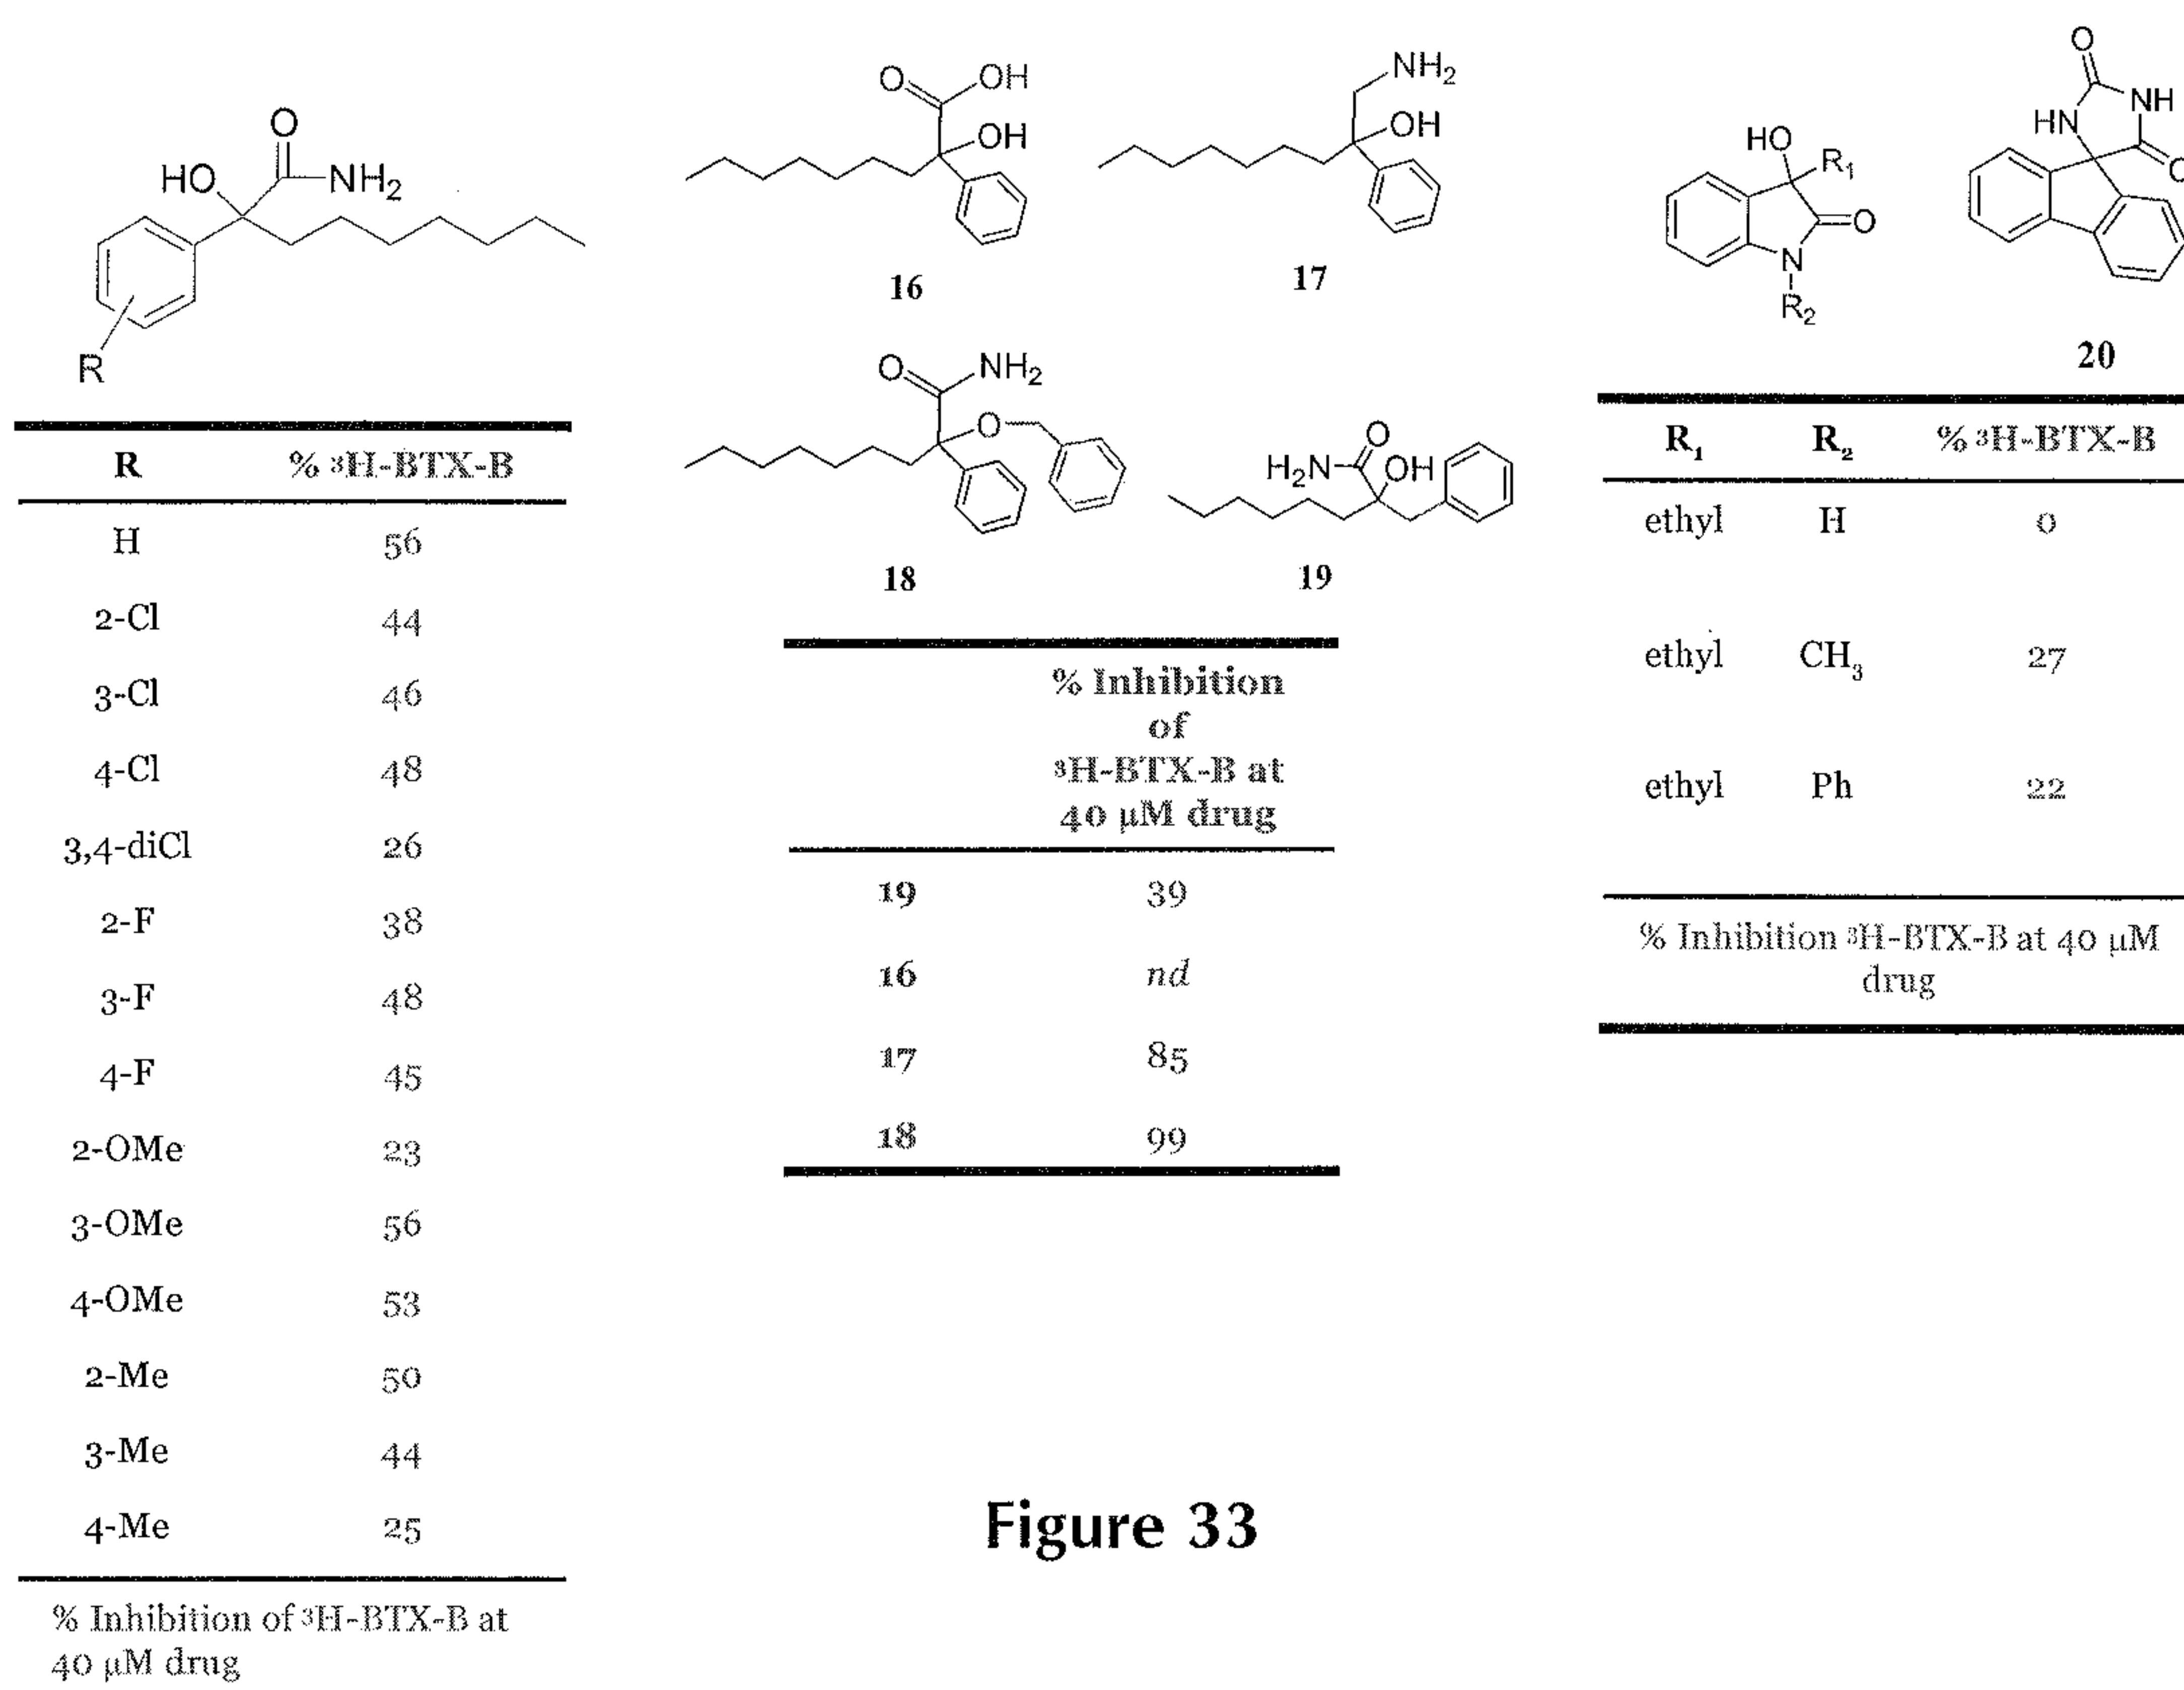 O
HO
NH2
R
R % 3H-BTX-B
H 56
2-Cl 44
3-Cl 46
4-Cl 48
3,4-diCl 26
2-F 38
3-F 48
4-F 45
2-OMe 23
3-OMe 56
4-OMe 53
2-Me 50
3-Me 44
4-Me 25
% Inhibition of 3H-BTX-B at
40 µM drug
O OH
OH
16
NH2
OH
17
O NH2
O
18
O
H2N OH
19
% Inhibition
of
3H-BTX-B at
40 µM drug
19 39
16 nd
17 85
18 99
HO
R1
O
N
R2
O
NH
HN
O
20
R1 R2 % 3H-BTX-B
ethyl H 0
ethyl CH3 27
ethyl Ph 22
% Inhibition 3H-BTX-B at 40 µM
drug
Figure 33